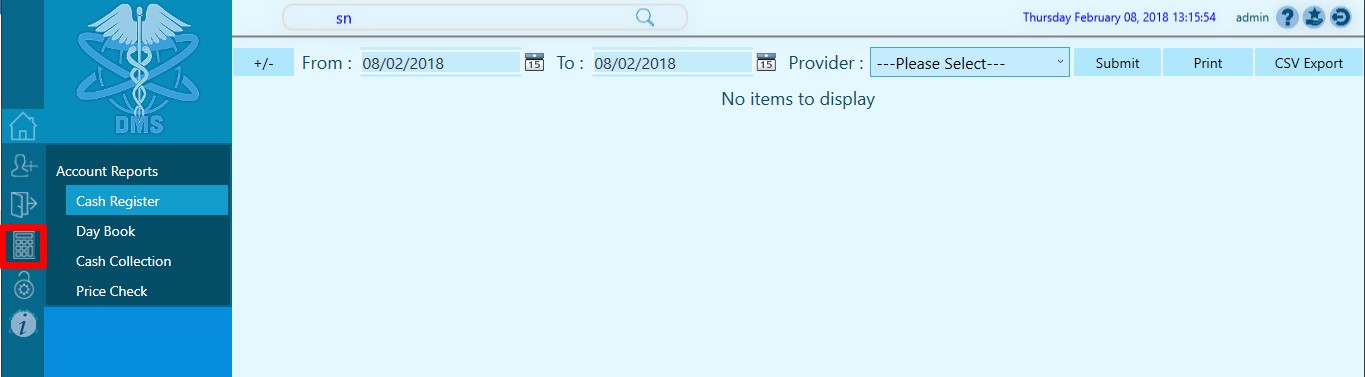 sn
Thursday February 08, 2018 13:15:54
admin
?
+/-
From :
08/02/2018
15
To :
08/02/2018
15
Provider :
---Please Select---
Submit
Print
CSV Export
No items to display
DMS
Account Reports
Cash Register
Day Book
Cash Collection
Price Check
i